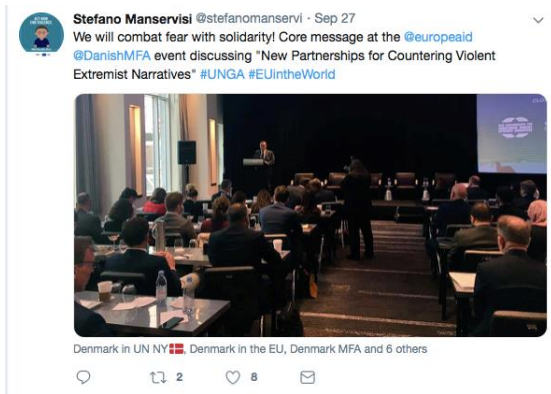 Stefano Manservisi @stefanomanservi · Sep 27
We will combat fear with solidarity! Core message at the @europeaid
@DanishMFA event discussing "New Partnerships for Countering Violent
Extremist Narratives" #UNGA #EUintheWorld
Denmark in UN NY🇩🇰, Denmark in the EU, Denmark MFA and 6 others
2 8